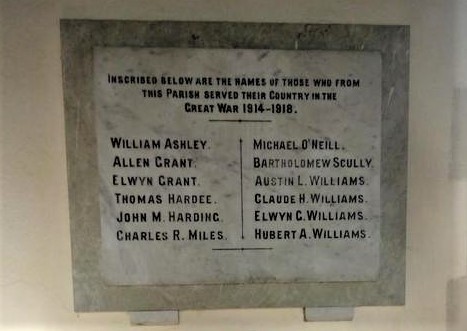 INSCRIBED BELOW ARE THE NAMES OF THOSE WHO FROM
THIS PARISH SERVED THEIR COUNTRY IN THE
GREAT WAR 1914-1918.
WILLIAM ASHLEY.
ALLEN GRANT.
ELWYN GRANT.
THOMAS HARDEE.
JOHN M. HARDING.
CHARLES R. MILES.
MICHAEL O'NEILL.
BARTHOLOMEW SCULLY.
AUSTIN L. WILLIAMS.
CLAUDE H. WILLIAMS.
ELWYN G. WILLIAMS.
HUBERT A. WILLIAMS.